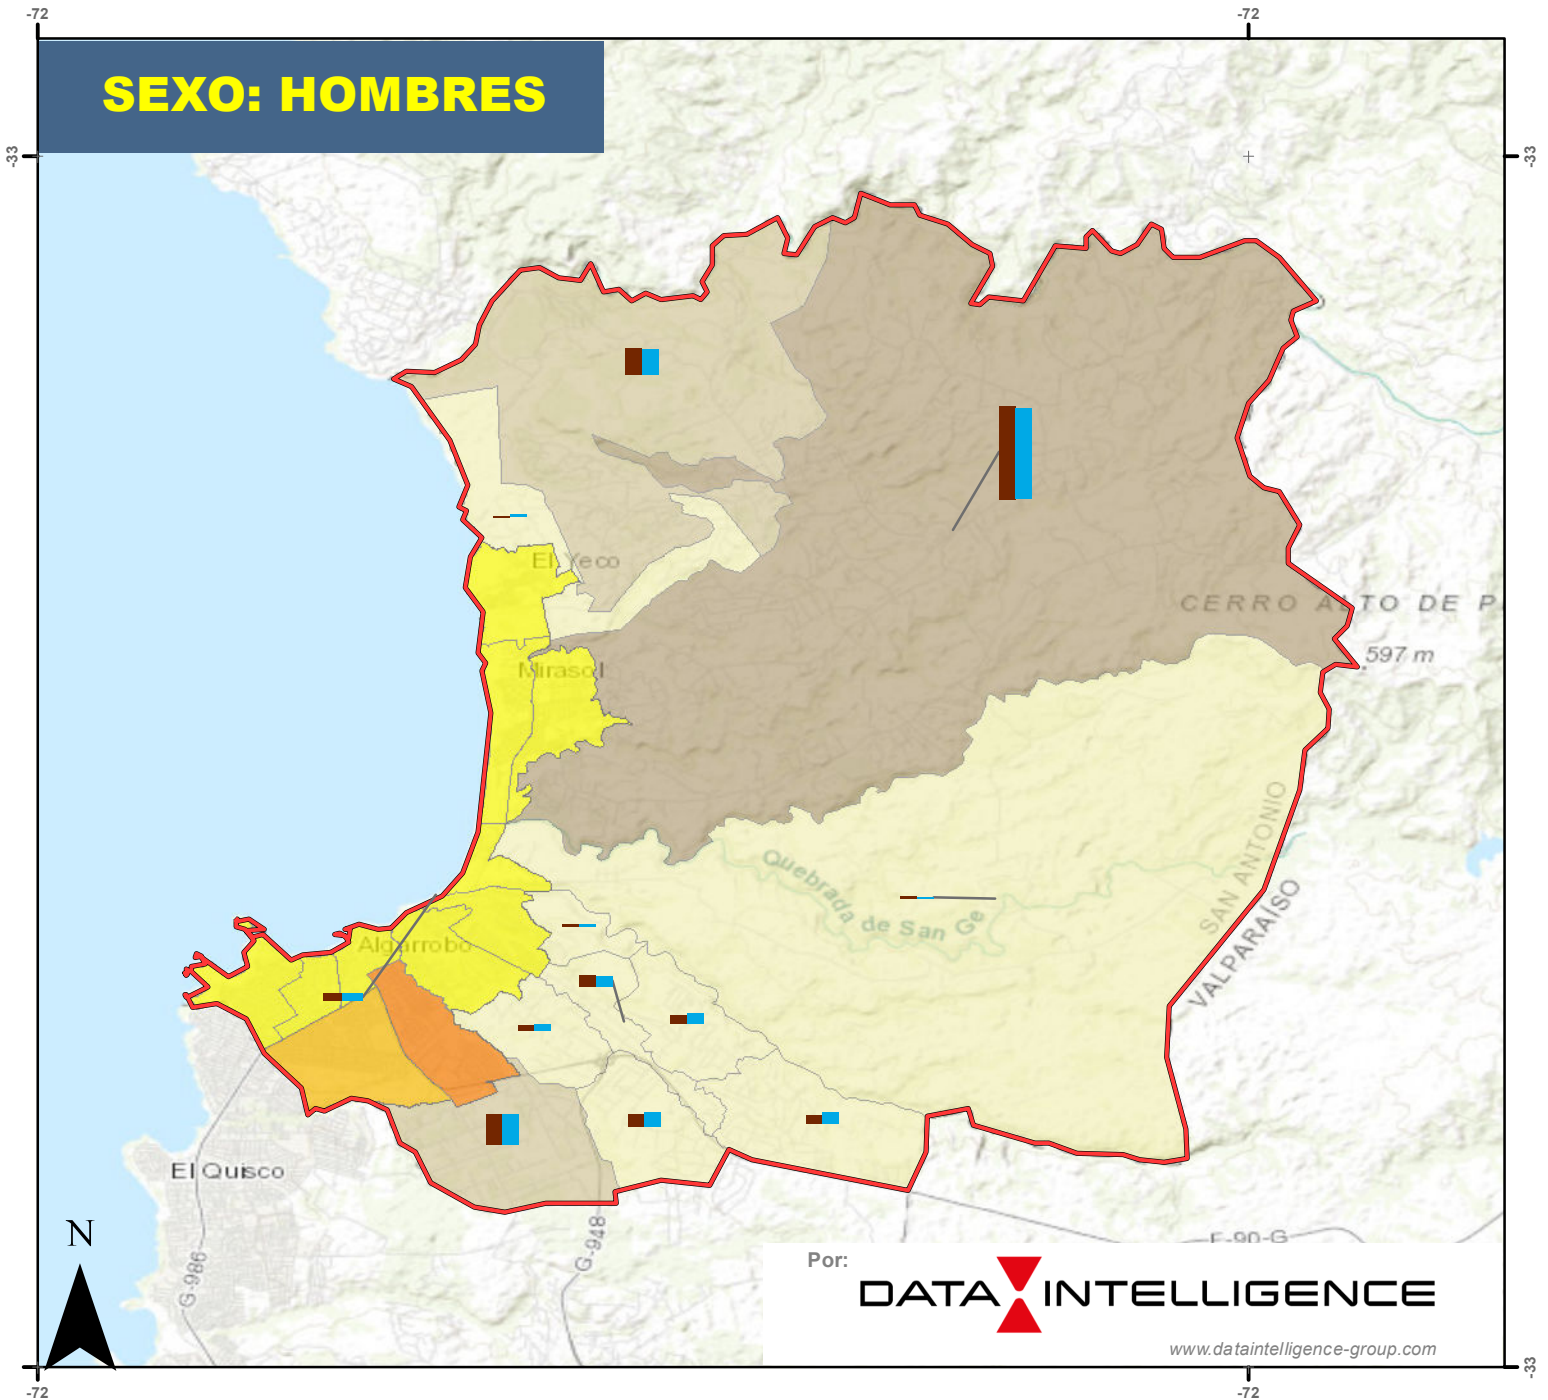 -72
-72
SEXO: HOMBRES
-33
-33
El Yeco
CERRO ALTO DE P
Mirasol
597 m
SAN ANTONIO
VALPARAÍSO
Quebrada de San Ge
Algarrobo
El Quisco
N
G-986
G-948
F-90-G
Por:
DATA INTELLIGENCE
www.dataintelligence-group.com
-33
-72
-72